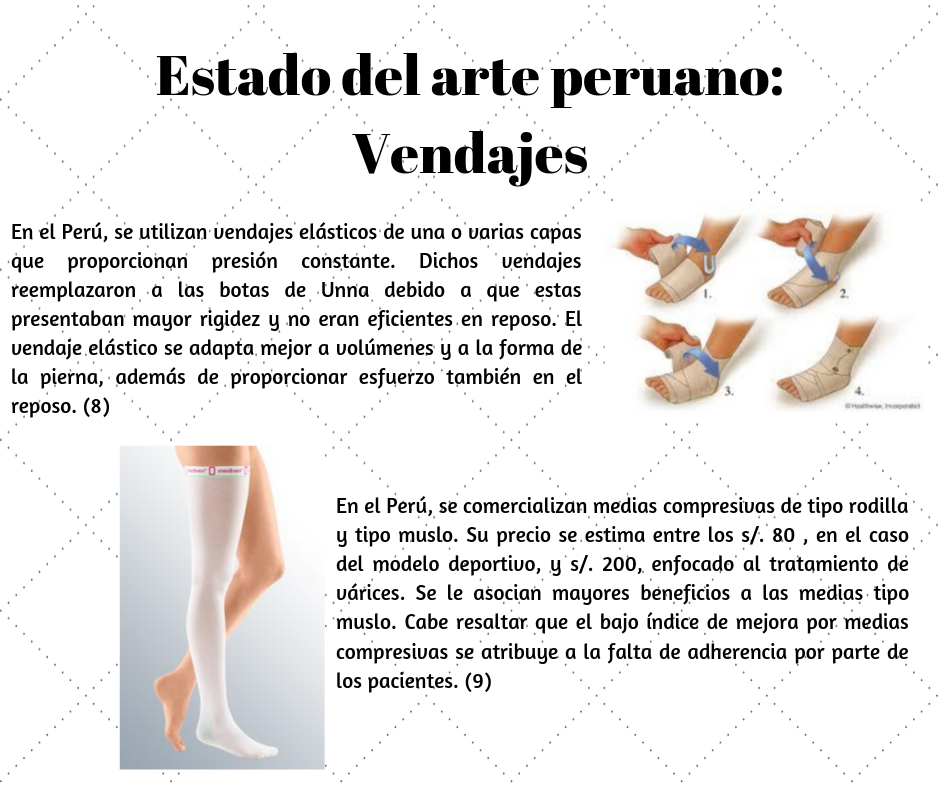 Estado del arte peruano:
Vendajes
En el Perú, se utilizan vendajes elásticos de una o varias capas
que proporcionan presión constante. Dichos vendajes
reemplazaron a las botas de Unna debido a que estas
presentaban mayor rigidez y no eran eficientes en reposo. El
vendaje elástico se adapta mejor a volúmenes y a la forma de
la pierna, además de proporcionar esfuerzo también en el
reposo. (8)
1.
2.
3.
4.
© Healthwise, Incorporated
En el Perú, se comercializan medias compresivas de tipo rodilla
y tipo muslo. Su precio se estima entre los s/. 80 , en el caso
del modelo deportivo, y s/. 200, enfocado al tratamiento de
várices. Se le asocian mayores beneficios a las medias tipo
muslo. Cabe resaltar que el bajo índice de mejora por medias
compresivas se atribuye a la falta de adherencia por parte de
los pacientes. (9)